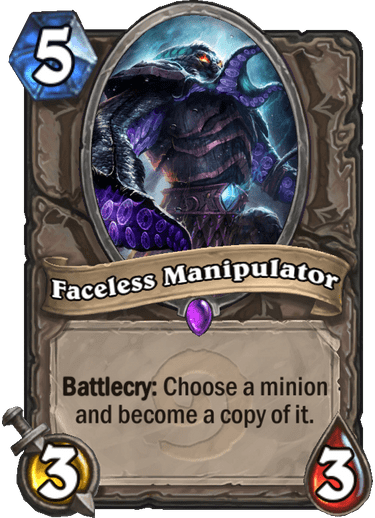 5
Faceless Manipulator
Battlecry: Choose a minion
and become a copy of it.
3 3